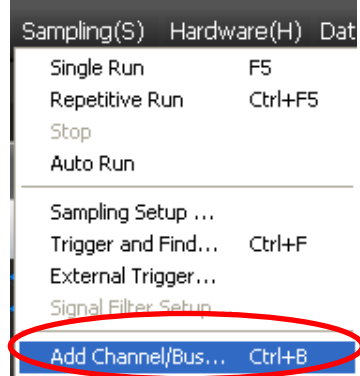 Sampling(S) Hardware(H) Dat
Single Run F5
Repetitive Run Ctrl+F5
Stop
Auto Run
Sampling Setup ...
Trigger and Find... Ctrl+F
External Trigger...
Signal Filter Setup
Add Channel/Bus... Ctrl+B